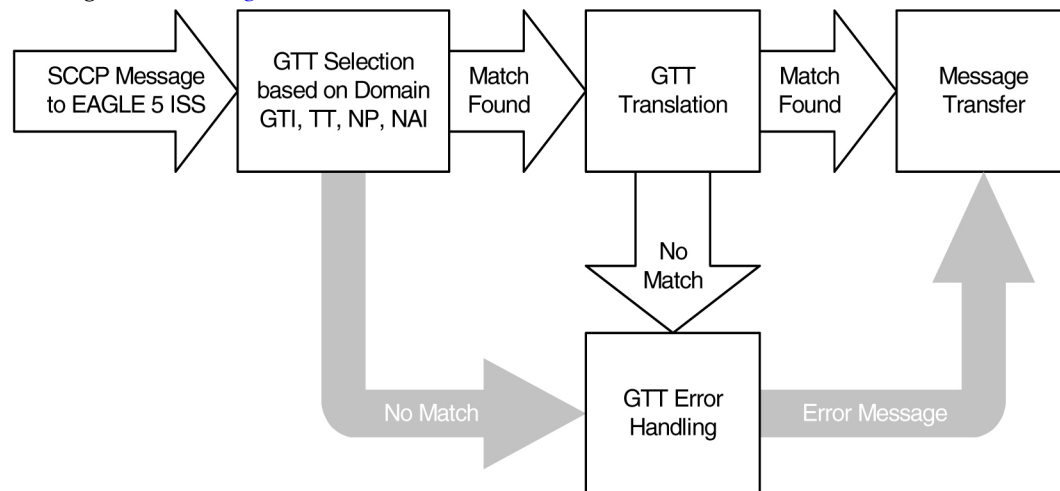 SCCP Message
to EAGLE 5 ISS
GTT Selection
based on Domain
GTI, TT, NP, NAI
Match
Found
GTT
Translation
Match
Found
Message
Transfer
No
Match
No Match
GTT Error
Handling
Error Message